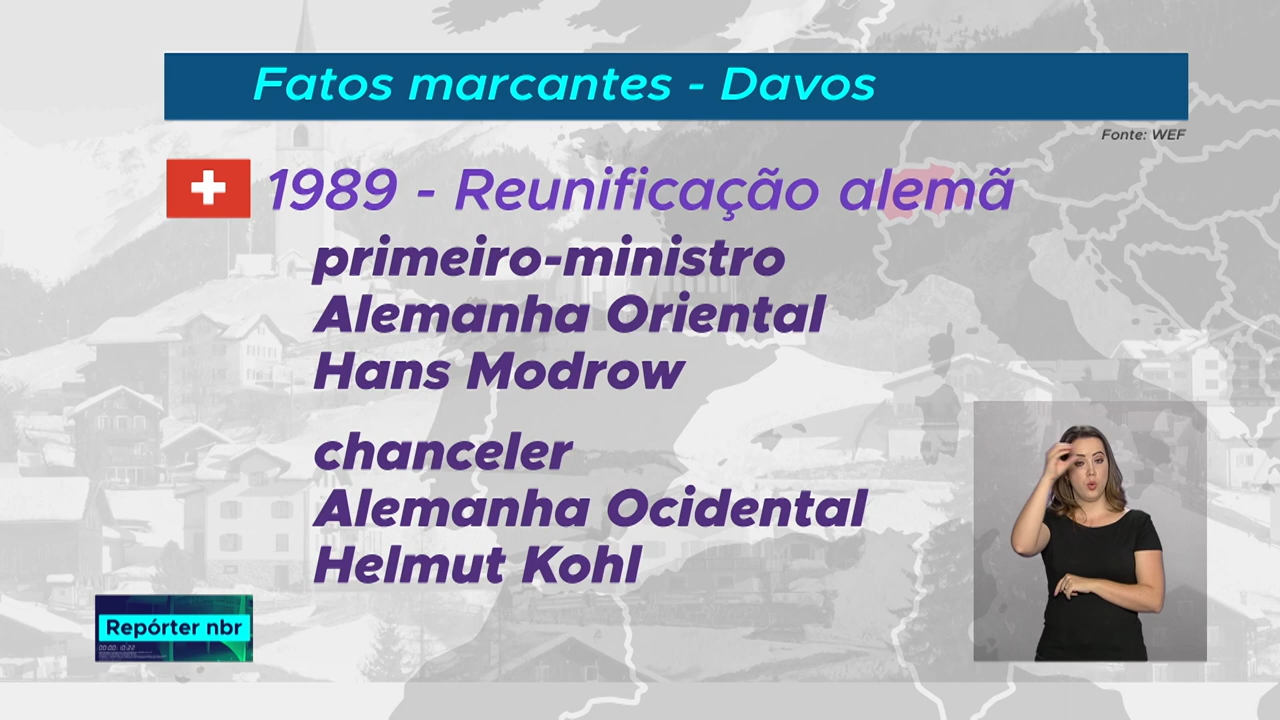 Fatos marcantes - Davos
Fonte: WEF
1989 - Reunificação alemã
primeiro-ministro
Alemanha Oriental
Hans Modrow
chanceler
Alemanha Ocidental
Helmut Kohl
Repórter nbr